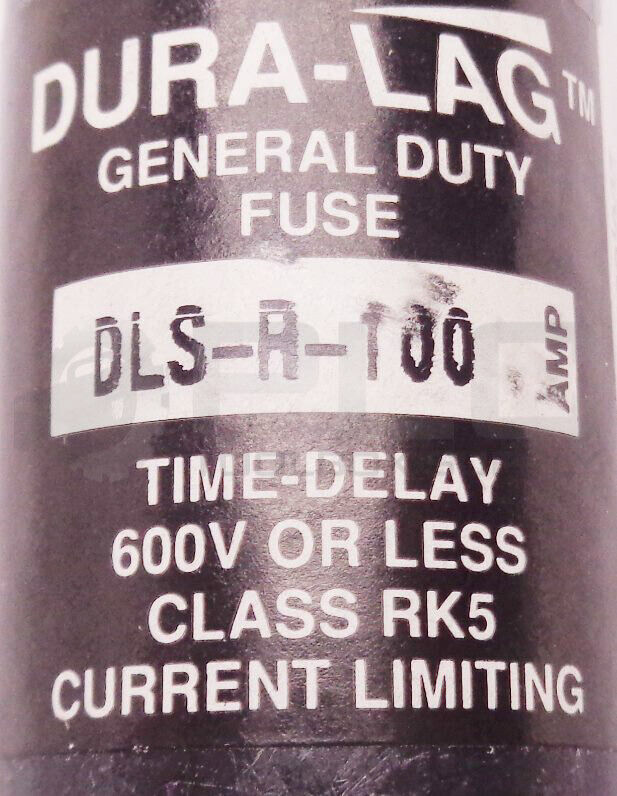 DURA-LAG™
GENERAL DUTY
FUSE
DLS-R-100
AMP
TIME-DELAY
600V OR LESS
CLASS RK5
CURRENT LIMITING